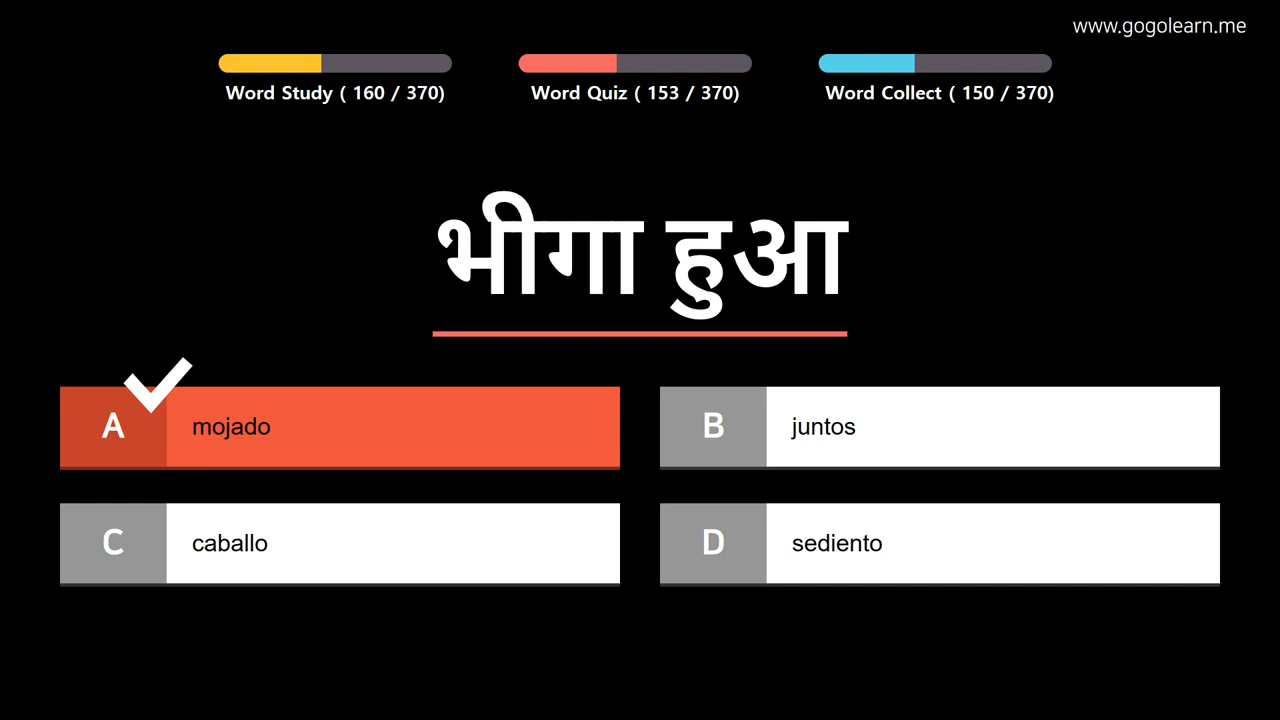 www.gogolearn.me
Word Study ( 160 / 370)
Word Quiz ( 153 / 370)
Word Collect ( 150 / 370)
भीगा हुआ
A mojado
B juntos
C caballo
D sediento